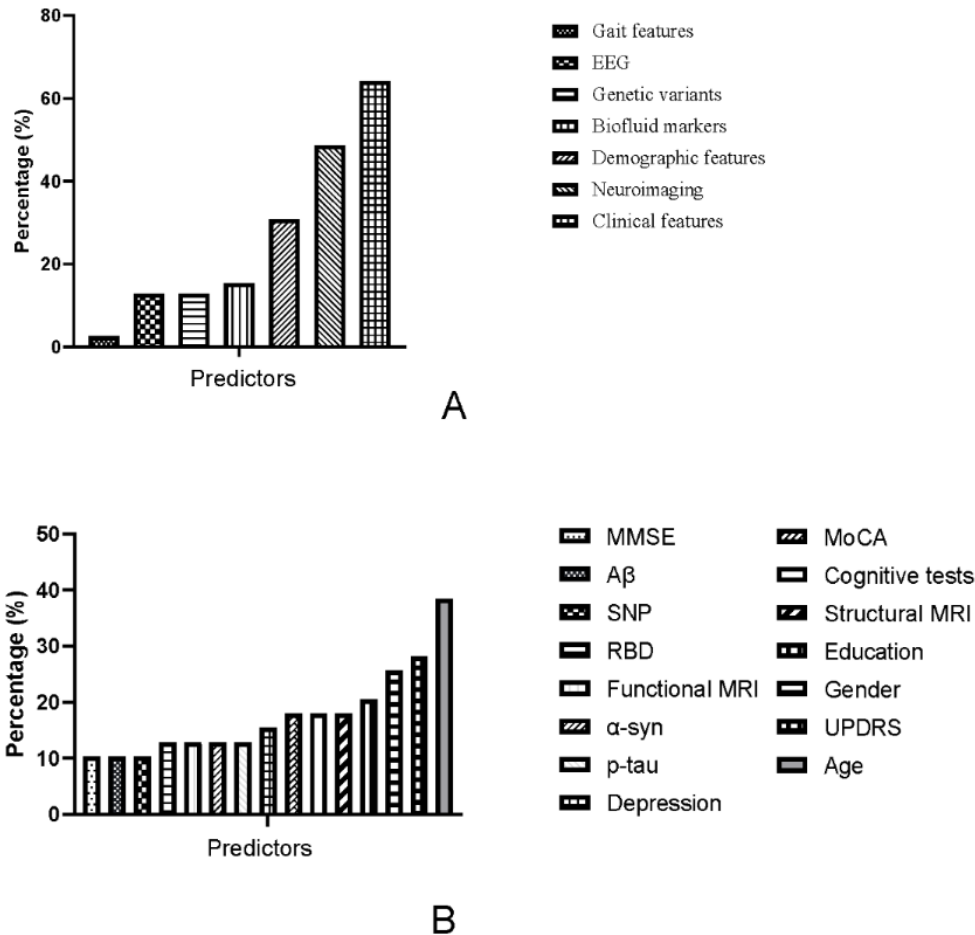 80
60
40
20
0
Percentage (%)
Predictors
Gait features
EEG
Genetic variants
Biofluid markers
Demographic features
Neuroimaging
Clinical features
A
50
40
30
20
10
0
Percentage (%)
Predictors
MMSE
Aβ
SNP
RBD
Functional MRI
α-syn
p-tau
Depression
MoCA
Cognitive tests
Structural MRI
Education
Gender
UPDRS
Age
B